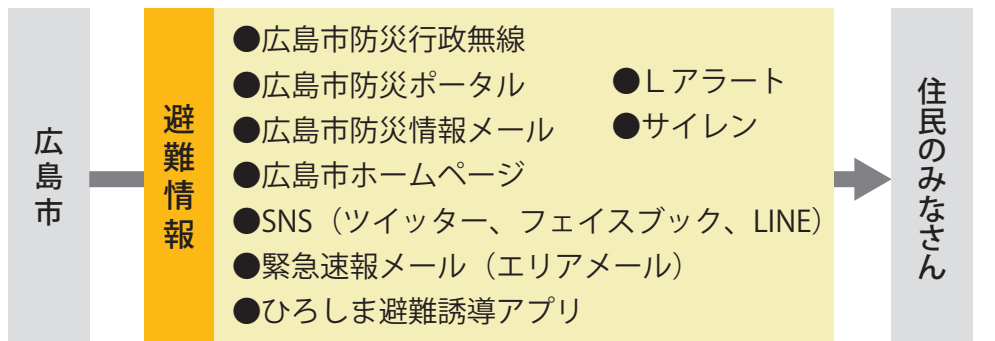 広島市
避難情報
●広島市防災行政無線
●広島市防災ポータル
●広島市防災情報メール
●広島市ホームページ
●SNS（ツイッター、フェイスブック、LINE）
●緊急速報メール（エリアメール）
●ひろしま避難誘導アプリ
●Lアラート
●サイレン
住民のみなさん